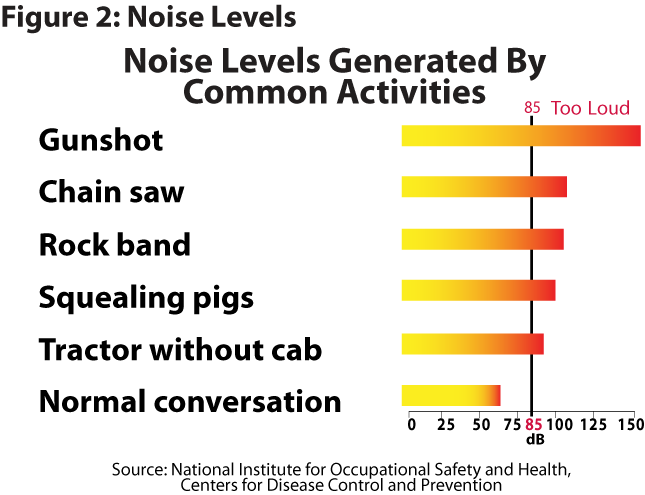 Figure 2: Noise Levels
Noise Levels Generated By
Common Activities
85 Too Loud
Gunshot
Chain saw
Rock band
Squealing pigs
Tractor without cab
Normal conversation
0 25 50 75 85 100 125 150
dB
Source: National Institute for Occupational Safety and Health,
Centers for Disease Control and Prevention